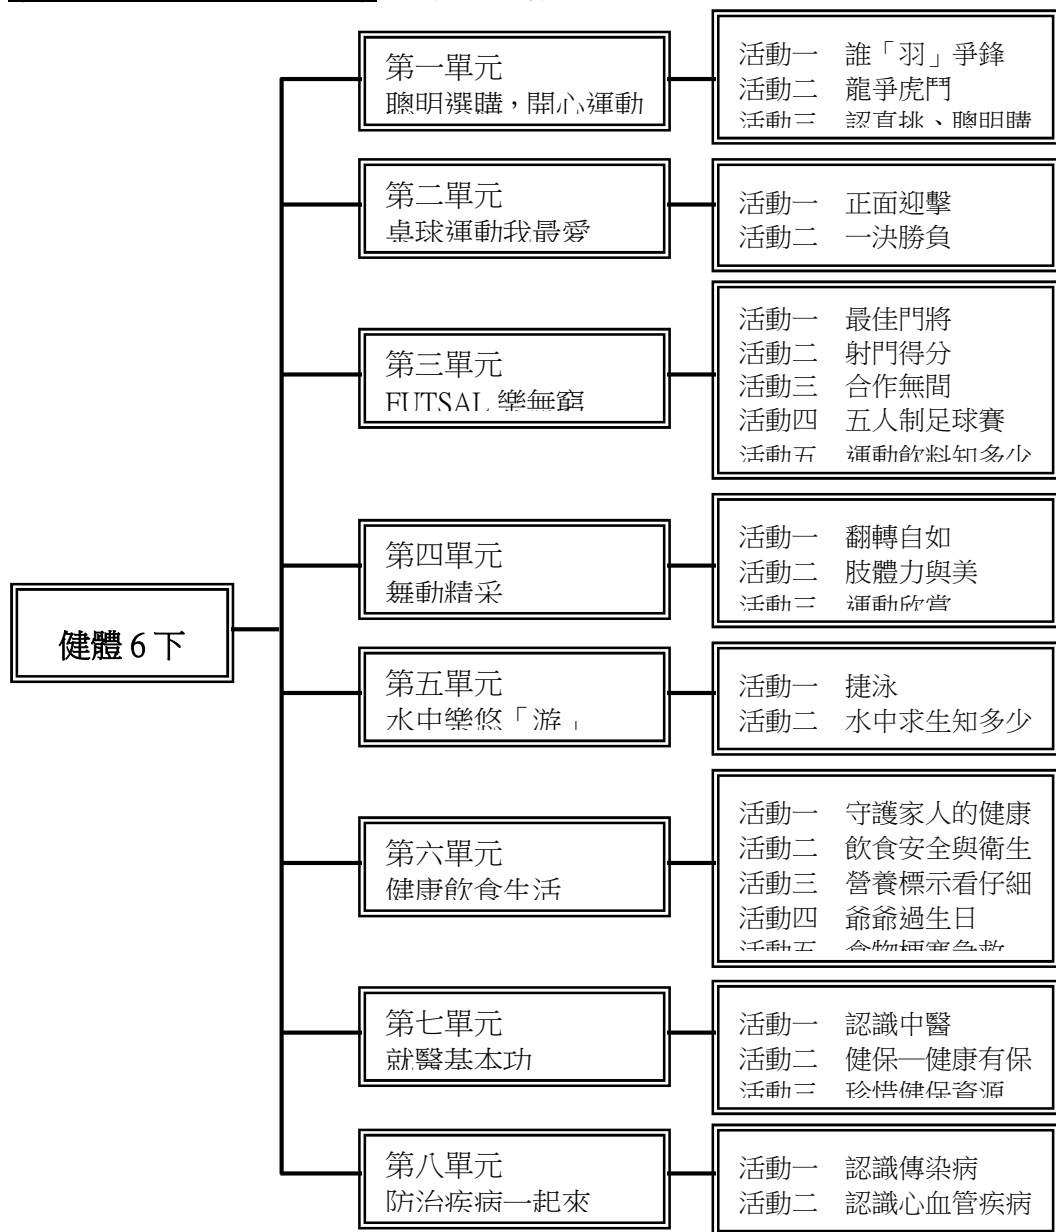 健體 6 下
第一單元
聰明選購，開心運動
活動一 誰「羽」爭鋒
活動二 龍爭虎鬥
活動三 認真挑、聰明購
第二單元
桌球運動我最愛
活動一 正面迎擊
活動二 一決勝負
第三單元
FUTSAL 樂無窮
活動一 最佳門將
活動二 射門得分
活動三 合作無間
活動四 五人制足球賽
活動五 運動飲料知多少
第四單元
舞動精采
活動一 翻轉自如
活動二 肢體力與美
活動三 運動欣賞
第五單元
水中樂悠「游」
活動一 捷泳
活動二 水中求生知多少
第六單元
健康飲食生活
活動一 守護家人的健康
活動二 飲食安全與衛生
活動三 營養標示看仔細
活動四 爺爺過生日
活動五 食物梗塞急救
第七單元
就醫基本功
活動一 認識中醫
活動二 健保─健康有保
活動三 珍惜健保資源
第八單元
防治疾病一起來
活動一 認識傳染病
活動二 認識心血管疾病